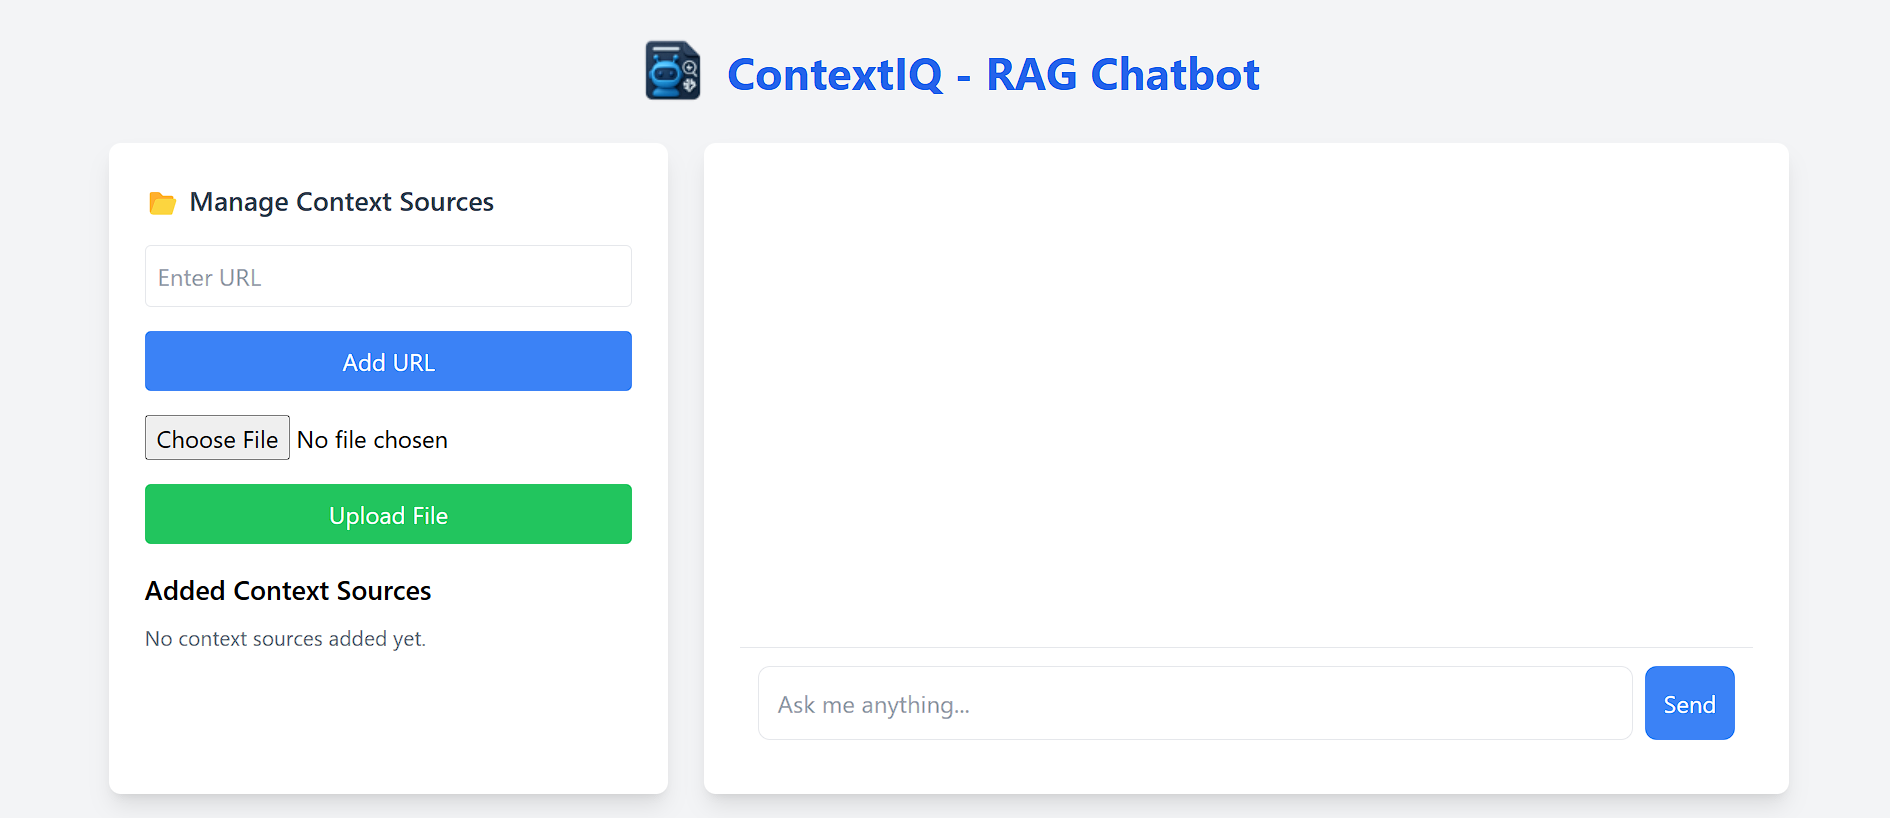 ContextIQ - RAG Chatbot
Manage Context Sources
Enter URL
Add URL
Choose File No file chosen
Upload File
Added Context Sources
No context sources added yet.
Ask me anything...
Send